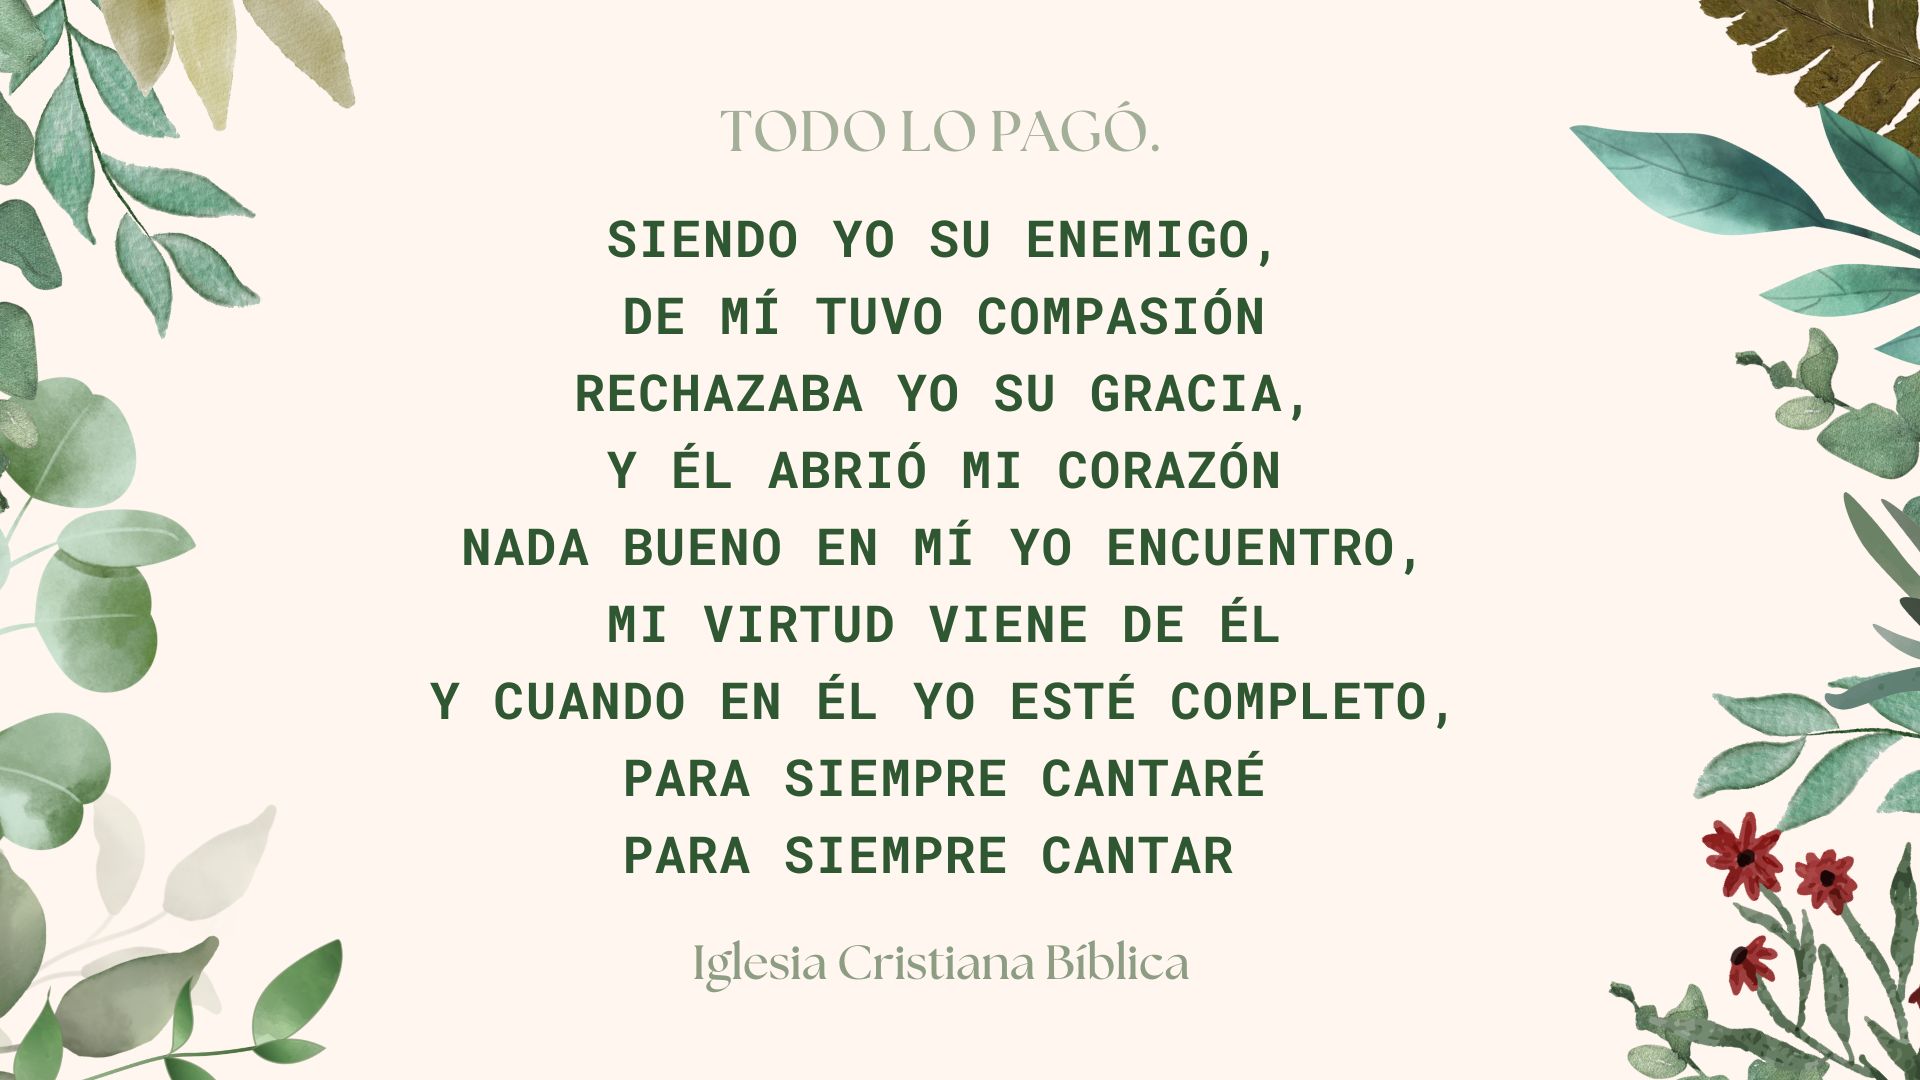 TODO LO PAGÓ.
SIENDO YO SU ENEMIGO,
DE MÍ TUVO COMPASIÓN
RECHAZABA YO SU GRACIA,
Y ÉL ABRIÓ MI CORAZÓN
NADA BUENO EN MÍ YO ENCUENTRO,
MI VIRTUD VIENE DE ÉL
Y CUANDO EN ÉL YO ESTÉ COMPLETO,
PARA SIEMPRE CANTARÉ
PARA SIEMPRE CANTAR
Iglesia Cristiana Bíblica